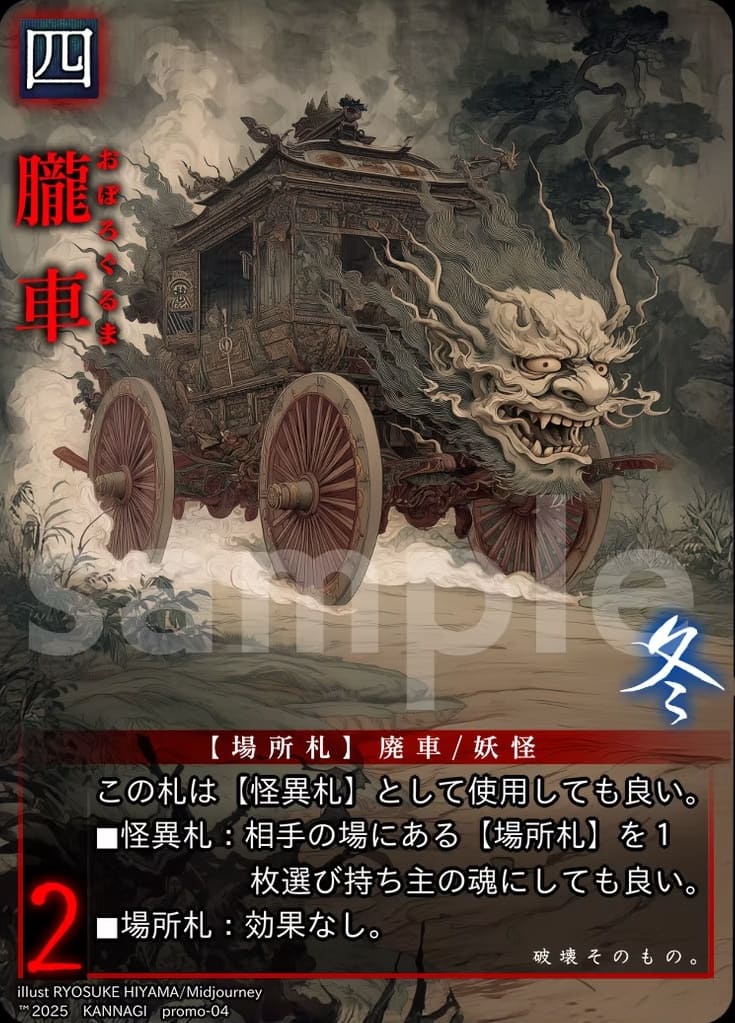 四
朧車
おぼろぐるま
sample
冬
【場所札】廃車/妖怪
この札は【怪異札】として使用しても良い。
■怪異札：相手の場にある【場所札】を１
枚選び持ち主の魂にしても良い。
■場所札：効果なし。
2
破壊そのもの。
illust RYOSUKE HIYAMA/Midjourney
™2025 KANNAGI promo-04